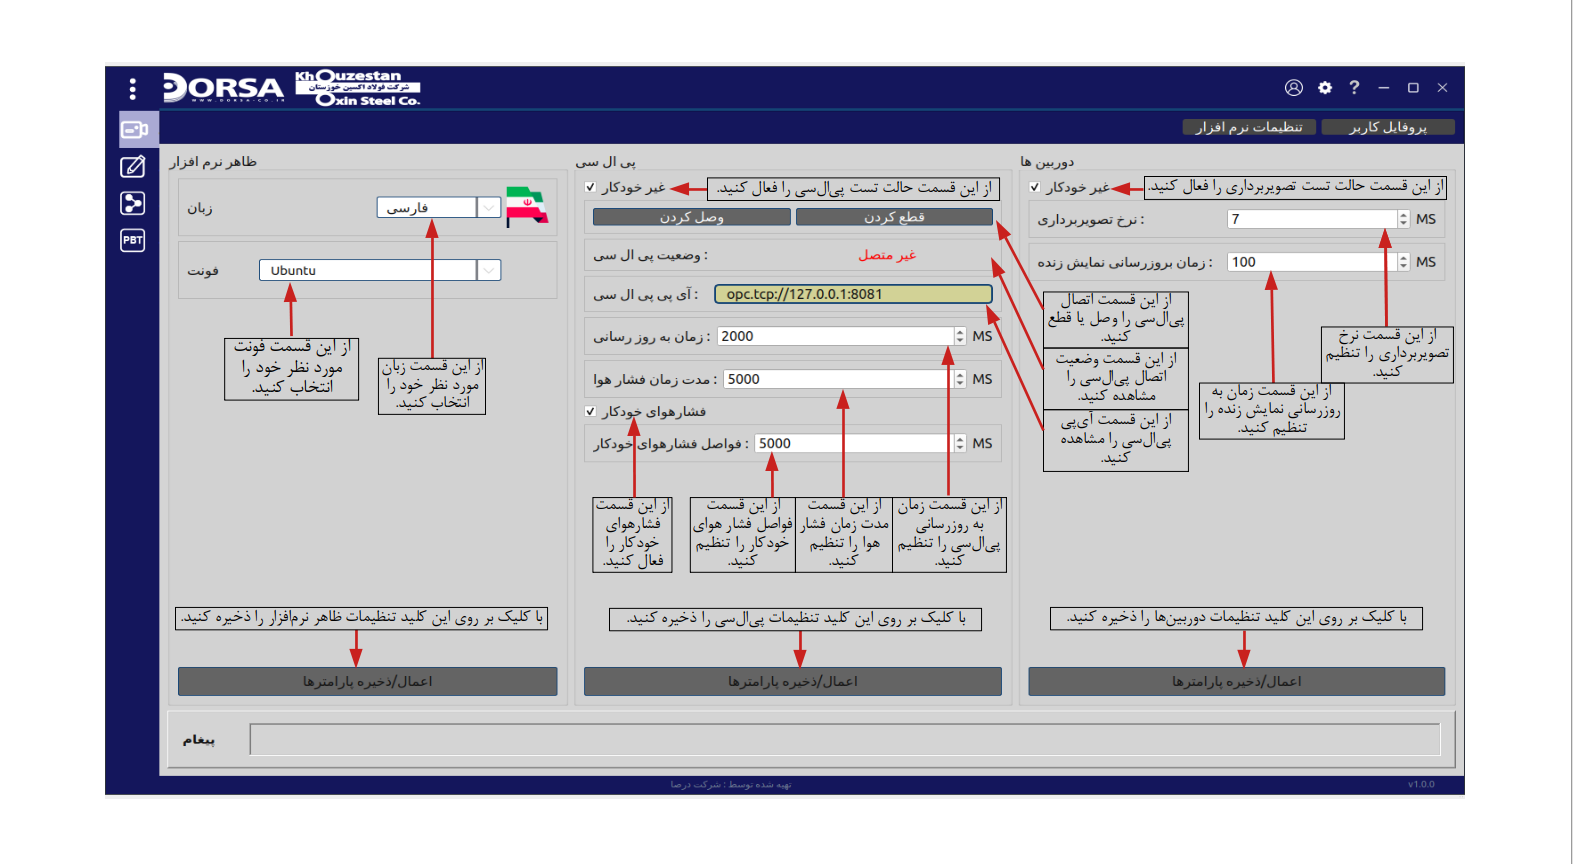 DORSA
WWW.DORSA-CO.IR
Khouzestan
شرکت فولاد اکسین خوزستان
Oxin Steel Co.
?
پروفایل کاربر
تنظیمات نرم افزار
PBT
دوربین ها
غیر خودکار
از این قسمت حالت تست تصویربرداری را فعال کنید.
نرخ تصویربرداری :
7
MS
زمان بروزرسانی نمایش زنده :
100
MS
از این قسمت اتصال
پی‌ال‌سی را وصل یا قطع
کنید.
از این قسمت وضعیت
اتصال پی‌ال‌سی را
مشاهده کنید.
از این قسمت آی‌پی
پی‌ال‌سی را مشاهده
کنید.
از این قسمت نرخ
تصویربرداری را تنظیم
کنید.
از این قسمت زمان به
روزرسانی نمایش زنده را
تنظیم کنید.
با کلیک بر روی این کلید تنظیمات دوربین‌ها را ذخیره کنید.
اعمال/ذخیره پارامترها
پی ال سی
غیر خودکار
از این قسمت حالت تست پی‌ال‌سی را فعال کنید.
وصل کردن
قطع کردن
وضعیت پی ال سی :
غیر متصل
آی پی پی ال سی :
opc.tcp://127.0.0.1:8081
زمان به روز رسانی :
2000
MS
مدت زمان فشار هوا :
5000
MS
فشارهوای خودکار
فواصل فشارهوای خودکار :
5000
MS
از این قسمت زمان
به روزرسانی
پی‌ال‌سی را تنظیم
کنید.
از این قسمت
مدت زمان فشار
هوا را تنظیم
کنید.
از این قسمت
فواصل فشار هوای
خودکار را تنظیم
کنید.
از این قسمت
فشارهوای
خودکار را
فعال کنید.
با کلیک بر روی این کلید تنظیمات پی‌ال‌سی را ذخیره کنید.
اعمال/ذخیره پارامترها
ظاهر نرم افزار
زبان
فارسی
فونت
Ubuntu
از این قسمت زبان
مورد نظر خود را
انتخاب کنید.
از این قسمت فونت
مورد نظر خود را
انتخاب کنید.
با کلیک بر روی این کلید تنظیمات ظاهر نرم‌افزار را ذخیره کنید.
اعمال/ذخیره پارامترها
پیغام
تهیه شده توسط : شرکت درصا
v1.0.0